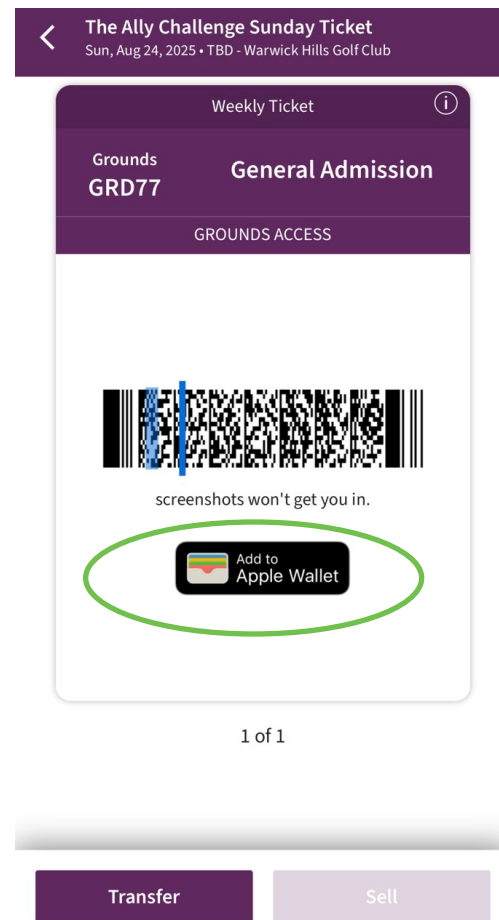 The Ally Challenge Sunday Ticket
Sun, Aug 24, 2025 • TBD - Warwick Hills Golf Club
Weekly Ticket
Grounds
GRD77
General Admission
GROUNDS ACCESS
screenshots won't get you in.
Add to
Apple Wallet
1 of 1
Transfer
Sell